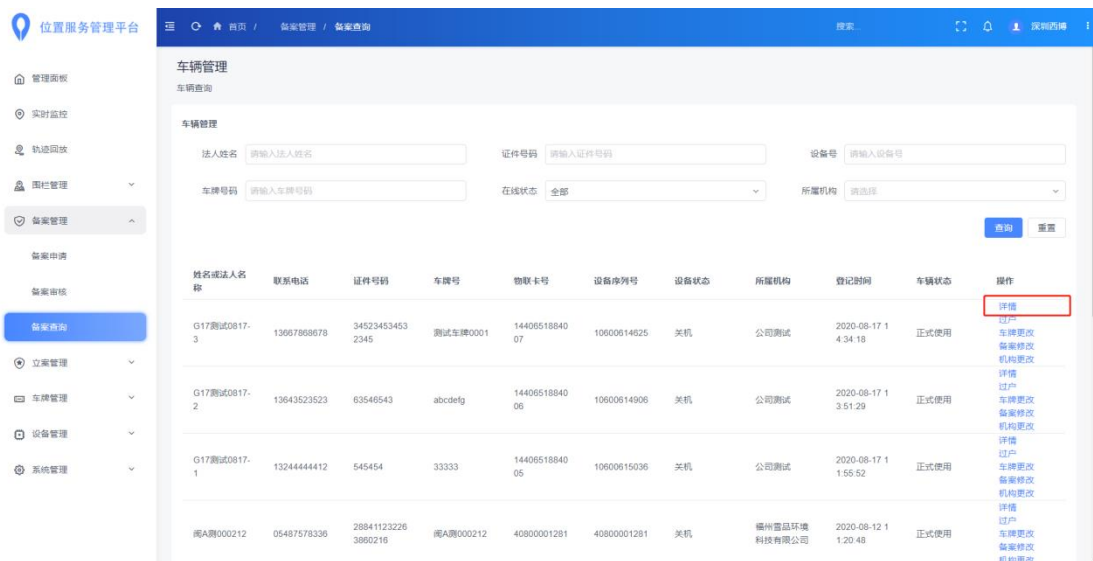 位置服务管理平台
首页 / 备案管理 / 备案查询
搜索...
深圳西博
管理面板
实时监控
轨迹回放
围栏管理
备案管理
备案申请
备案审核
备案查询
立案管理
车牌管理
设备管理
系统管理
车辆管理
车辆查询
车辆管理
法人姓名 请输入法人姓名 证件号码 请输入证件号码 设备号 请输入设备号
车牌号码 请输入车牌号码 在线状态 全部 所属机构 请选择
查询 重置
姓名或法人名称 联系电话 证件号码 车牌号 物联卡号 设备序列号 设备状态 所属机构 登记时间 车辆状态 操作
G17测试0817-3 13667868678 345234534532345 测试车牌0001 1440651884007 10600614625 关机 公司测试 2020-08-17 14:34:18 正式使用
详情
过户
车牌更改
备案修改
机构更改
G17测试0817-2 13643523523 63546543 abcdefg 1440651884006 10600614906 关机 公司测试 2020-08-17 13:51:29 正式使用
详情
过户
车牌更改
备案修改
机构更改
G17测试0817-1 13244444412 545454 33333 1440651884005 10600615036 关机 公司测试 2020-08-17 11:55:52 正式使用
详情
过户
车牌更改
备案修改
机构更改
闽A测000212 05487578336 288411232263860216 闽A测000212 40800001281 40800001281 关机 福州雪品环境科技有限公司 2020-08-12 11:20:48 正式使用
详情
过户
车牌更改
备案修改
机构更改